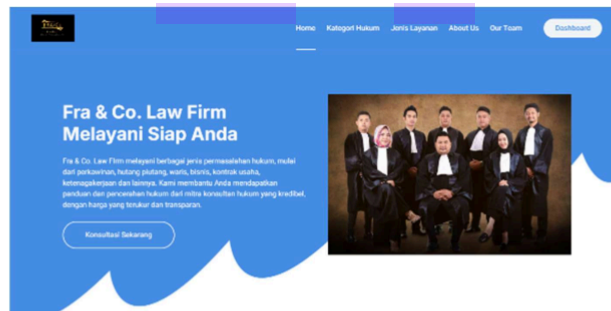 Home Kategori Hukum Jenis Layanan About Us Our Team Dashboard
Fra & Co. Law Firm
Melayani Siap Anda
Fra & Co. Law Firm melayani berbagai jenis permasalahan hukum, mulai
dari perkawinan, hutang piutang, waris, bisnis, kontrak usaha,
ketenagakerjaan dan lainnya. Kami membantu Anda mendapatkan
panduan dan pencerahan hukum dari mitra konsultan hukum yang kredibel,
dengan harga yang terukur dan transparan.
Konsultasi Sekarang